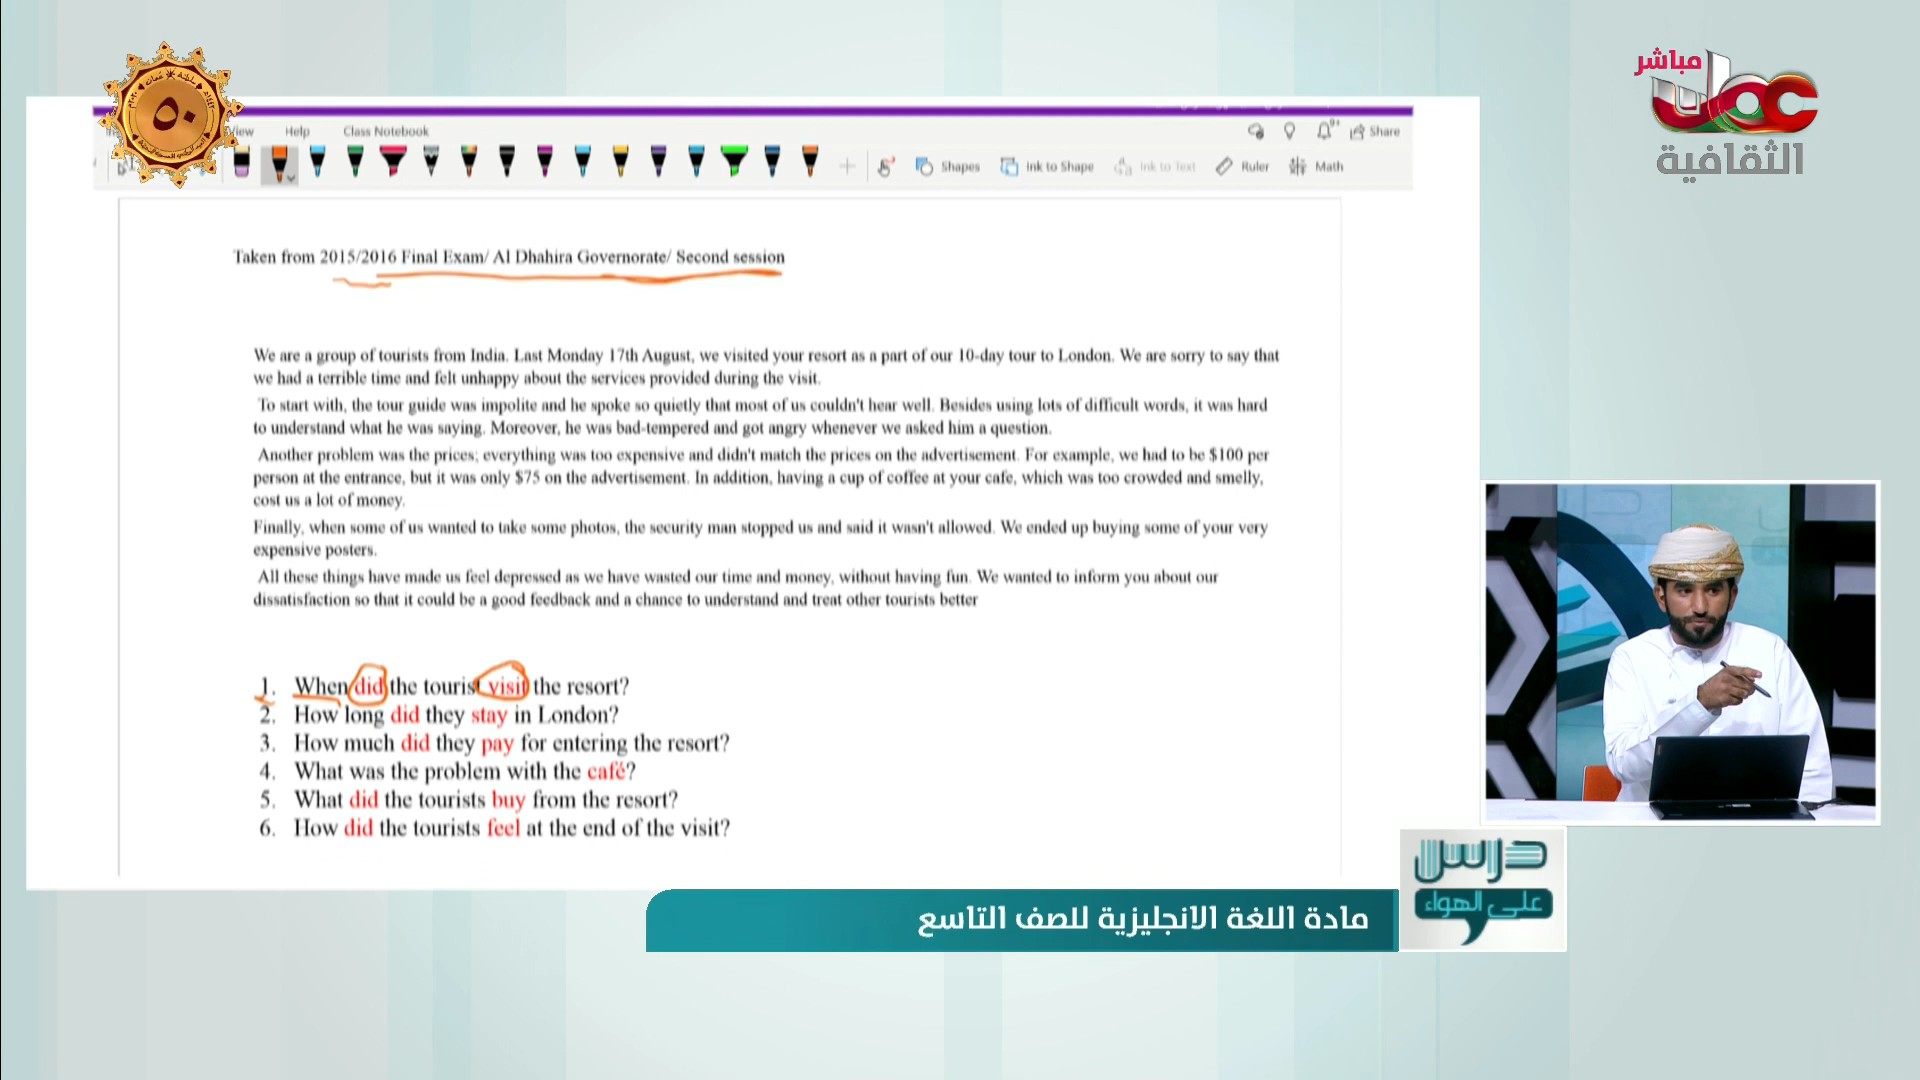 مباشر
عمان
الثقافية
٥٠
View Help Class Notebook
Share
Shapes Ink to Shape Ink to Text Ruler Math
Taken from 2015/2016 Final Exam/ Al Dhahira Governorate/ Second session
We are a group of tourists from India. Last Monday 17th August, we visited your resort as a part of our 10-day tour to London. We are sorry to say that
we had a terrible time and felt unhappy about the services provided during the visit.
To start with, the tour guide was impolite and he spoke so quietly that most of us couldn't hear well. Besides using lots of difficult words, it was hard
to understand what he was saying. Moreover, he was bad-tempered and got angry whenever we asked him a question.
Another problem was the prices; everything was too expensive and didn't match the prices on the advertisement. For example, we had to be $100 per
person at the entrance, but it was only $75 on the advertisement. In addition, having a cup of coffee at your cafe, which was too crowded and smelly,
cost us a lot of money.
Finally, when some of us wanted to take some photos, the security man stopped us and said it wasn't allowed. We ended up buying some of your very
expensive posters.
All these things have made us feel depressed as we have wasted our time and money, without having fun. We wanted to inform you about our
dissatisfaction so that it could be a good feedback and a chance to understand and treat other tourists better
1. When did the tourist visit the resort?
2. How long did they stay in London?
3. How much did they pay for entering the resort?
4. What was the problem with the café?
5. What did the tourists buy from the resort?
6. How did the tourists feel at the end of the visit?
درس
على الهواء
مادة اللغة الانجليزية للصف التاسع